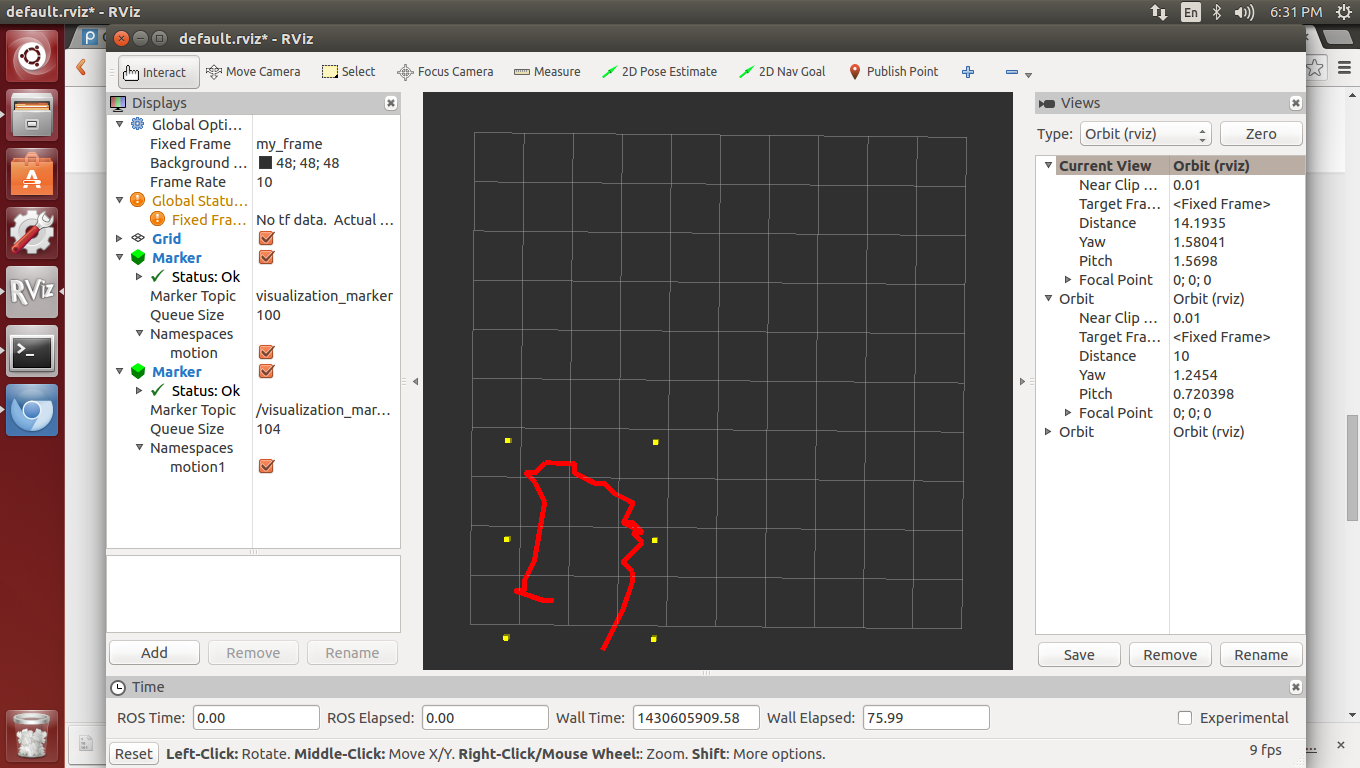 default.rviz* - RViz
En
6:31 PM
default.rviz* - RViz
Interact Move Camera Select Focus Camera Measure 2D Pose Estimate 2D Nav Goal Publish Point
Displays
Global Opti...
Fixed Frame my_frame
Background ... 48; 48; 48
Frame Rate 10
Global Statu...
Fixed Fra... No tf data. Actual ...
Grid
Marker
Status: Ok
Marker Topic visualization_marker
Queue Size 100
Namespaces
motion
Marker
Status: Ok
Marker Topic /visualization_mar...
Queue Size 104
Namespaces
motion1
Add Remove Rename
Views
Type: Orbit (rviz) Zero
Current View Orbit (rviz)
Near Clip ... 0.01
Target Fra... <Fixed Frame>
Distance 14.1935
Yaw 1.58041
Pitch 1.5698
Focal Point 0; 0; 0
Orbit Orbit (rviz)
Near Clip ... 0.01
Target Fra... <Fixed Frame>
Distance 10
Yaw 1.2454
Pitch 0.720398
Focal Point 0; 0; 0
Orbit Orbit (rviz)
Save Remove Rename
Time
ROS Time: 0.00 ROS Elapsed: 0.00 Wall Time: 1430605909.58 Wall Elapsed: 75.99 Experimental
Reset Left-Click: Rotate. Middle-Click: Move X/Y. Right-Click/Mouse Wheel:: Zoom. Shift: More options. 9 fps
RViz